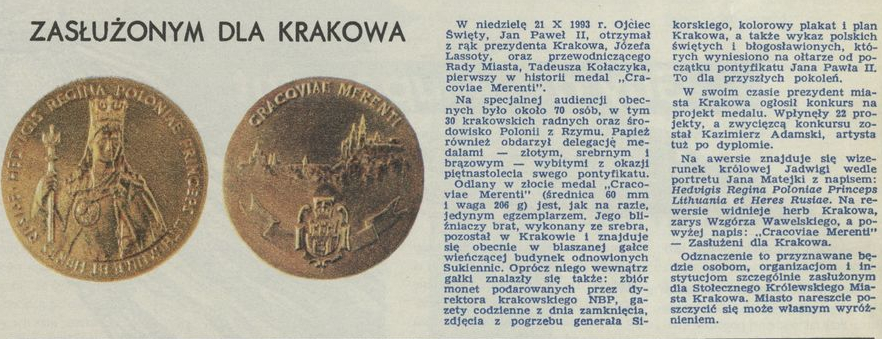 ZASŁUŻONYM DLA KRAKOWA
REGINA POLONIAE PRINCEPS
CRACOVIAE MERENTI
W niedzielę 21 X 1993 r. Ojciec
Święty, Jan Paweł II, otrzymał
z rąk prezydenta Krakowa, Józefa
Lassoty, oraz przewodniczącego
Rady Miasta, Tadeusza Kołaczyka,
pierwszy w historii medal „Cra-
coviae Merenti”.
Na specjalnej audiencji obec-
nych było około 70 osób, w tym
30 krakowskich radnych oraz śro-
dowisko Polonii z Rzymu. Papież
również obdarzył delegację me-
dalami — złotym, srebrnym i
brązowym — wybitymi z okazji
piętnastolecia swego pontyfikatu.
Odlany w złocie medal „Craco-
viae Merenti” (średnica 60 mm
i waga 206 g) jest, jak na razie,
jedynym egzemplarzem. Jego bli-
źniaczy brat, wykonany ze srebra,
pozostał w Krakowie i znajduje
się obecnie w blaszanej gałce
wieńczącej budynek odnowionych
Sukiennic. Oprócz niego wewnątrz
gałki znalazły się także: zbiór
monet podarowanych przez dy-
rektora krakowskiego NBP, ga-
zety codzienne z dnia zamknięcia,
zdjęcia z pogrzebu generała Si-
korskiego, kolorowy plakat i plan
Krakowa, a także wykaz polskich
świętych i błogosławionych, któ-
rych wyniesiono na ołtarze od po-
czątku pontyfikatu Jana Pawła II.
To dla przyszłych pokoleń.
W swoim czasie prezydent mia-
sta Krakowa ogłosił konkurs na
projekt medalu. Wpłynęły 22 pro-
jekty, a zwycięzcą konkursu zo-
stał Kazimierz Adamski, artysta
tuż po dyplomie.
Na awersie znajduje się wize-
runek królowej Jadwigi wedle
portretu Jana Matejki z napisem:
Hedvigis Regina Poloniae Princeps
Lithuania et Heres Rusiae. Na re-
wersie widnieje herb Krakowa,
zarys Wzgórza Wawelskiego, a po-
wyżej napis: „Cracoviae Merenti”
— Zasłużeni dla Krakowa.
Odznaczenie to przyznawane bę-
dzie osobom, organizacjom i in-
stytucjom szczególnie zasłużonym
dla Stołecznego Królewskiego Mia-
sta Krakowa. Miasto nareszcie po-
szczycić się może własnym wyróż-
nieniem.